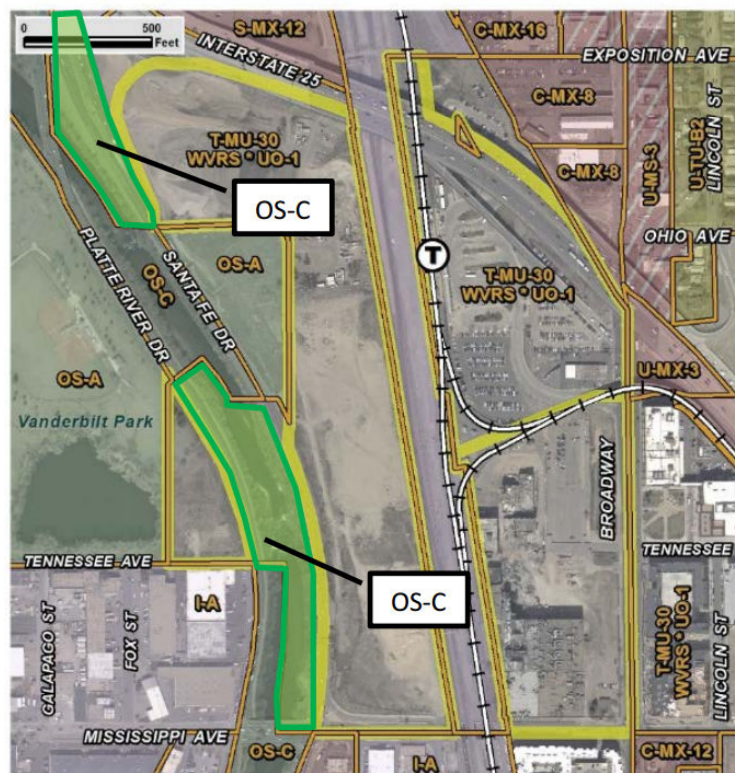 0 500
Feet
S-MX-12
C-MX-16
INTERSTATE 25
EXPOSITION AVE
C-MX-8
T-MU-30
WVRS * UO-1
OS-C
C-MX-8
U-MS-3
U-TU-B2
LINCOLN ST
OHIO AVE
PLATTE RIVER DR
OS-C
SANTA FE DR
OS-A
T
T-MU-30
WVRS * UO-1
U-MX-3
OS-A
Vanderbilt Park
BROADWAY
TENNESSEE AVE
TENNESSEE
OS-C
I-A
GALAPAGO ST
FOX ST
T-MU-30
WVRS * UO-1
LINCOLN ST
MISSISSIPPI AVE
OS-C
I-A
C-MX-12